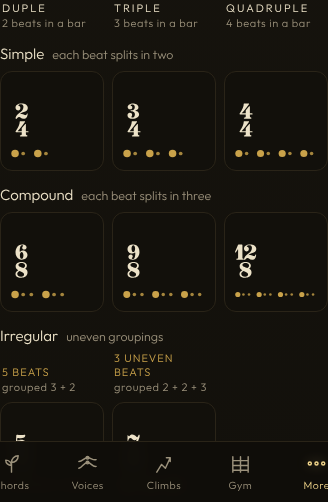 DUPLE TRIPLE QUADRUPLE
2 beats in a bar 3 beats in a bar 4 beats in a bar
Simple each beat splits in two
2 3 4
4 4 4
Compound each beat splits in three
6 9 12
8 8 8
Irregular uneven groupings
5 BEATS
grouped 3 + 2
3 UNEVEN
BEATS
grouped 2 + 2 + 3
5 7
hords Voices Climbs Gym More